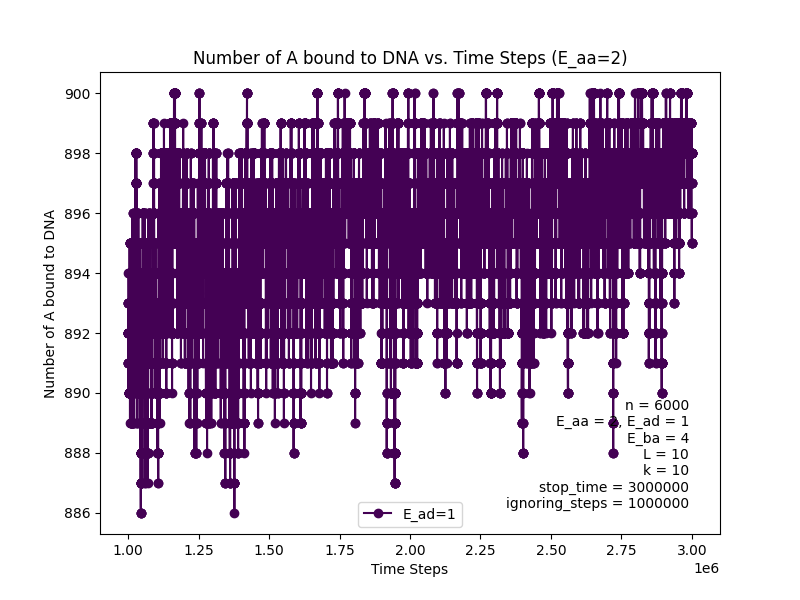 Number of A bound to DNA vs. Time Steps (E_aa=2)
Number of A bound to DNA
900
898
896
894
892
890
888
886
n = 6000
E_aa = 2, E_ad = 1
E_ba = 4
L = 10
k = 10
stop_time = 3000000
ignoring_steps = 1000000
E_ad=1
1.00 1.25 1.50 1.75 2.00 2.25 2.50 2.75 3.00
1e6
Time Steps